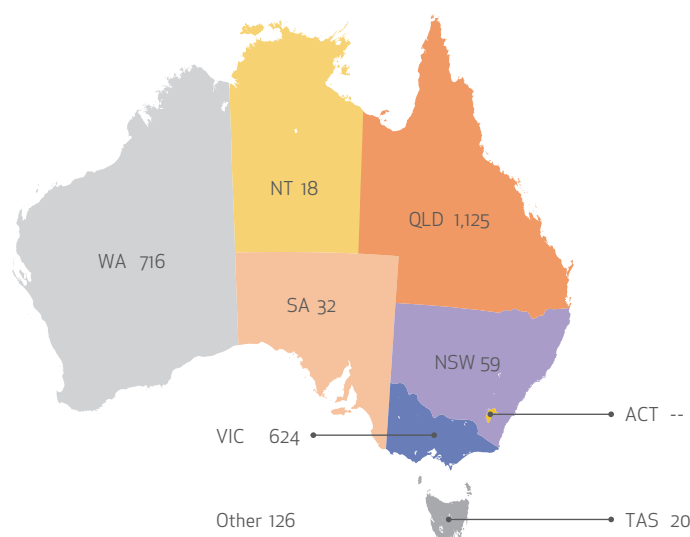 NT 18
QLD 1,125
WA 716
SA 32
NSW 59
ACT --
VIC 624
Other 126
TAS 20